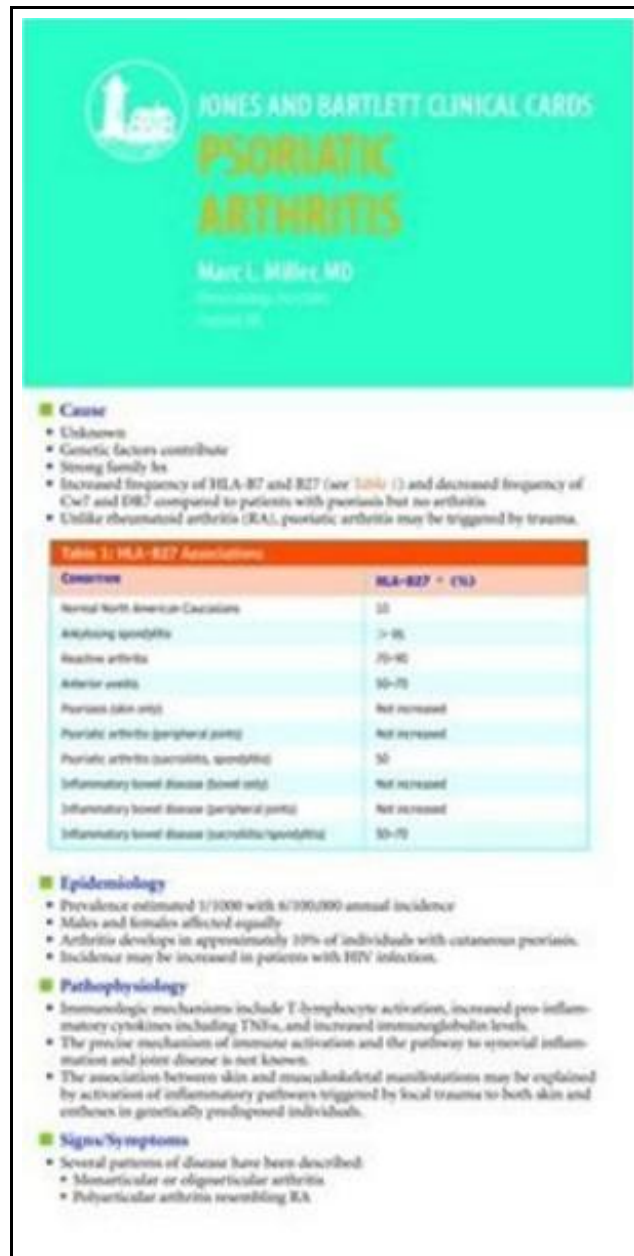 JONES AND BARTLETT CLINICAL CARDS
PSORIATIC
ARTHRITIS
Marc L. Miller, MD
Cause
• Unknown
• Genetic factors contribute
• Strong family hx
• Increased frequency of HLA-B7 and B27 (see Table 1) and decreased frequency of
Cw7 and DR7 compared to patients with psoriasis but no arthritis
• Unlike rheumatoid arthritis (RA), psoriatic arthritis may be triggered by trauma.
Table 1: HLA-B27 Associations
CONDITION HLA-B27 + (%)
Normal North American Caucasians 10
Ankylosing spondylitis >
Reactive arthritis 70–90
Anterior uveitis 50–70
Psoriasis (skin only) Not increased
Psoriatic arthritis (peripheral joints) Not increased
Psoriatic arthritis (sacroiliitis, spondylitis) 50
Inflammatory bowel disease (bowel only) Not increased
Inflammatory bowel disease (peripheral joints) Not increased
Inflammatory bowel disease (sacroiliitis/spondylitis) 50–70
Epidemiology
• Prevalence estimated 1/1000 with 6/100,000 annual incidence
• Males and females affected equally
• Arthritis develops in approximately 10% of individuals with cutaneous psoriasis.
• Incidence may be increased in patients with HIV infection.
Pathophysiology
• Immunologic mechanisms include T-lymphocyte activation, increased pro-inflam-
matory cytokines including TNFα, and increased immunoglobulin levels.
• The precise mechanism of immune activation and the pathway to synovial inflam-
mation and joint disease is not known.
• The association between skin and musculoskeletal manifestations may be explained
by activation of inflammatory pathways triggered by focal trauma to both skin and
entheses in genetically predisposed individuals.
Signs/Symptoms
• Several patterns of disease have been described:
• Monarticular or oligoarticular arthritis
• Polyarticular arthritis resembling RA